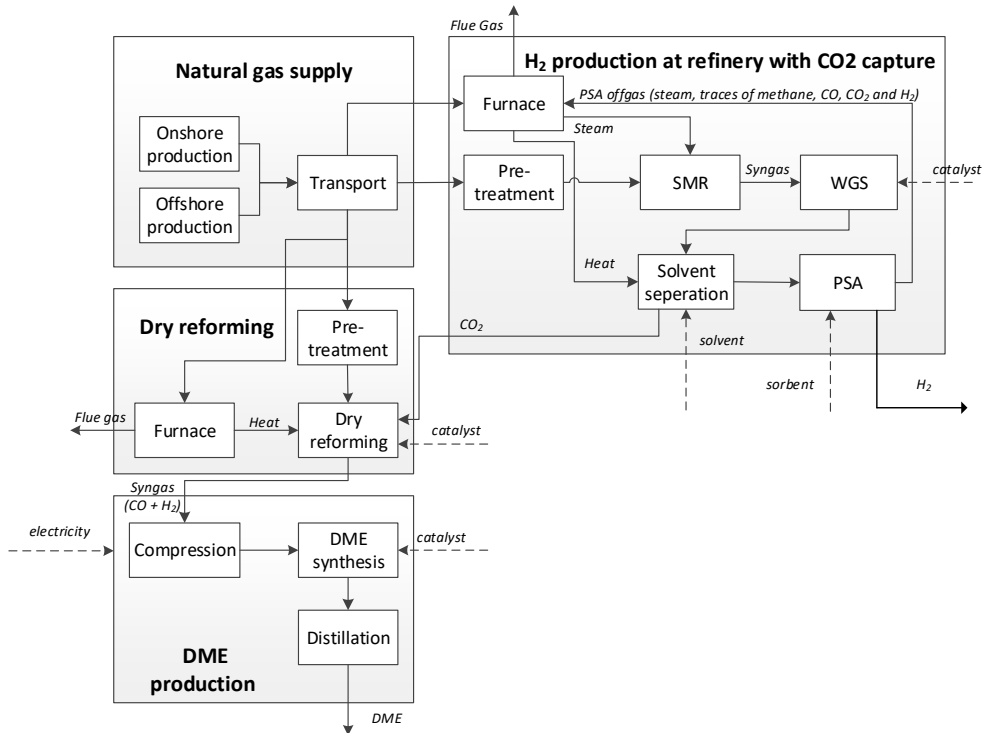 Flue Gas
Natural gas supply
Onshore
production
Offshore
production
Transport
H₂ production at refinery with CO2 capture
Furnace
PSA offgas (steam, traces of methane, CO, CO₂ and H₂)
Steam
Pre-
treatment
SMR
Syngas
WGS
catalyst
Heat
Solvent
seperation
PSA
CO₂
solvent
sorbent
H₂
Dry reforming
Pre-
treatment
Flue gas
Furnace
Heat
Dry
reforming
catalyst
Syngas
(CO + H₂)
electricity
Compression
DME
synthesis
catalyst
Distillation
DME
production
DME